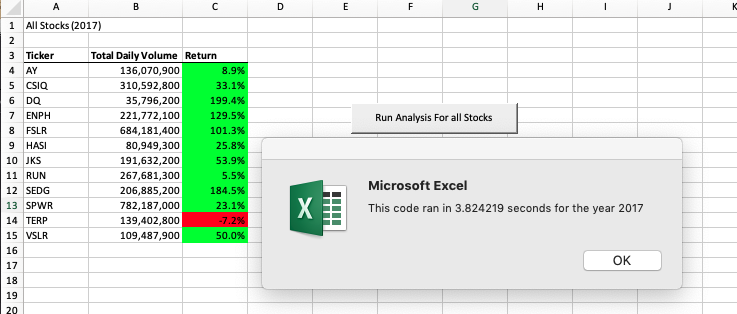 A B C D E F G H I J K
1 All Stocks (2017)
2
3 Ticker Total Daily Volume Return
4 AY 136,070,900 8.9%
5 CSIQ 310,592,800 33.1%
6 DQ 35,796,200 199.4%
7 ENPH 221,772,100 129.5%
8 FSLR 684,181,400 101.3%
9 HASI 80,949,300 25.8%
10 JKS 191,632,200 53.9%
11 RUN 267,681,300 5.5%
12 SEDG 206,885,200 184.5%
13 SPWR 782,187,000 23.1%
14 TERP 139,402,800 -7.2%
15 VSLR 109,487,900 50.0%
16
17
18
19
20
Run Analysis For all Stocks
X
Microsoft Excel
This code ran in 3.824219 seconds for the year 2017
OK